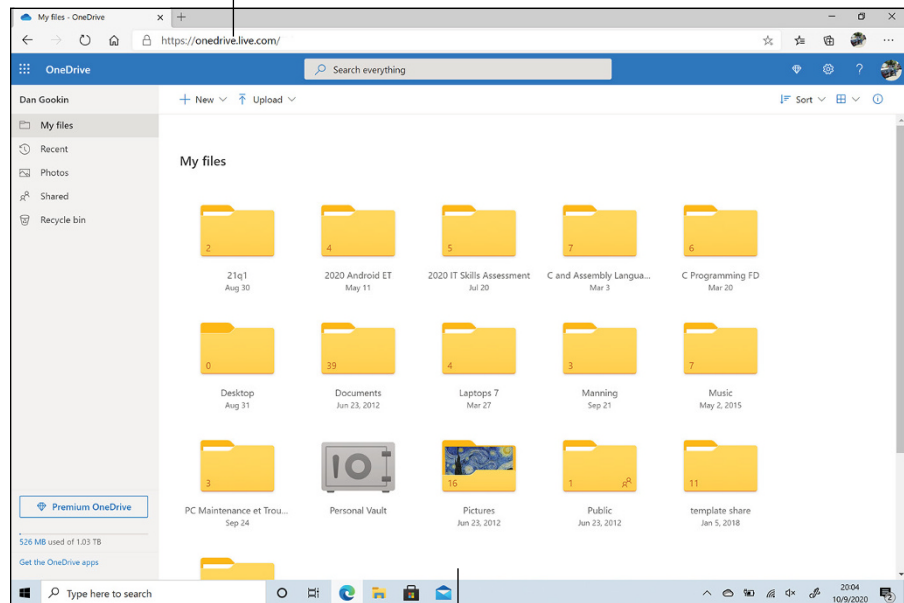 My files - OneDrive
https://onedrive.live.com/
OneDrive
Search everything
?
Dan Gookin
New
Upload
Sort
My files
Recent
Photos
Shared
Recycle bin
My files
2
4
5
7
6
21q1
2020 Android ET
2020 IT Skills Assessment
C and Assembly Langua...
C Programming FD
Aug 30
May 11
Jul 20
Mar 3
Mar 20
0
39
4
3
7
Desktop
Documents
Laptops 7
Manning
Music
Aug 31
Jun 23, 2012
Mar 27
Sep 21
May 2, 2015
3
16
1
11
PC Maintenance et Trou...
Personal Vault
Pictures
Public
template share
Sep 24
Jun 23, 2012
Jun 23, 2012
Jan 5, 2018
Premium OneDrive
526 MB used of 1.03 TB
Get the OneDrive apps
Type here to search
20:04
10/9/2020
2